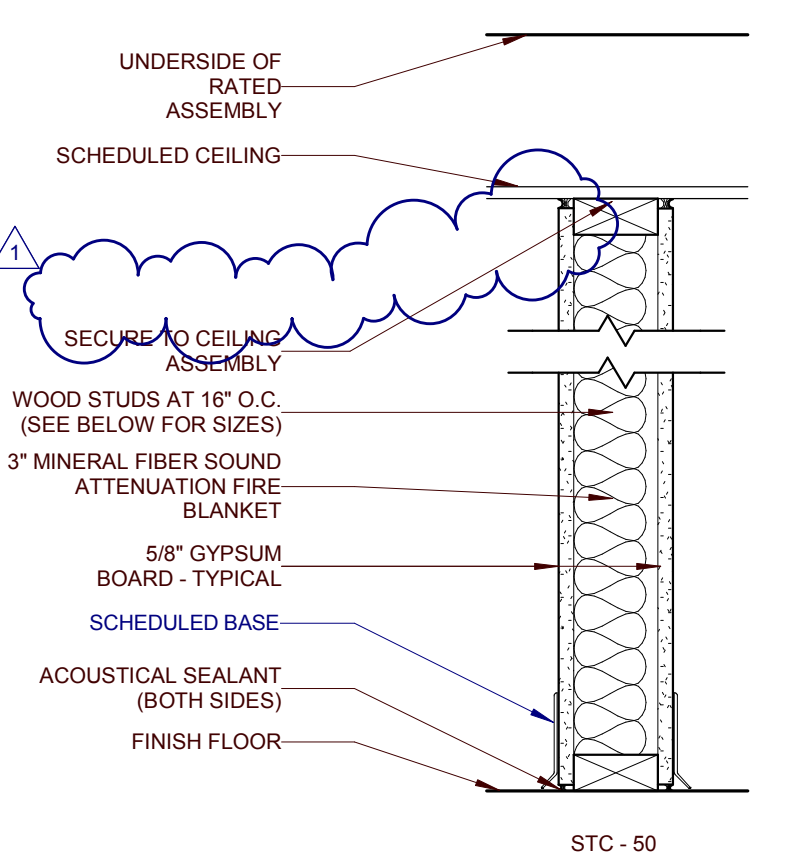 UNDERSIDE OF
RATED
ASSEMBLY
SCHEDULED CEILING
1
SECURE TO CEILING
ASSEMBLY
WOOD STUDS AT 16" O.C.
(SEE BELOW FOR SIZES)
3" MINERAL FIBER SOUND
ATTENUATION FIRE
BLANKET
5/8" GYPSUM
BOARD - TYPICAL
SCHEDULED BASE
ACOUSTICAL SEALANT
(BOTH SIDES)
FINISH FLOOR
STC - 50